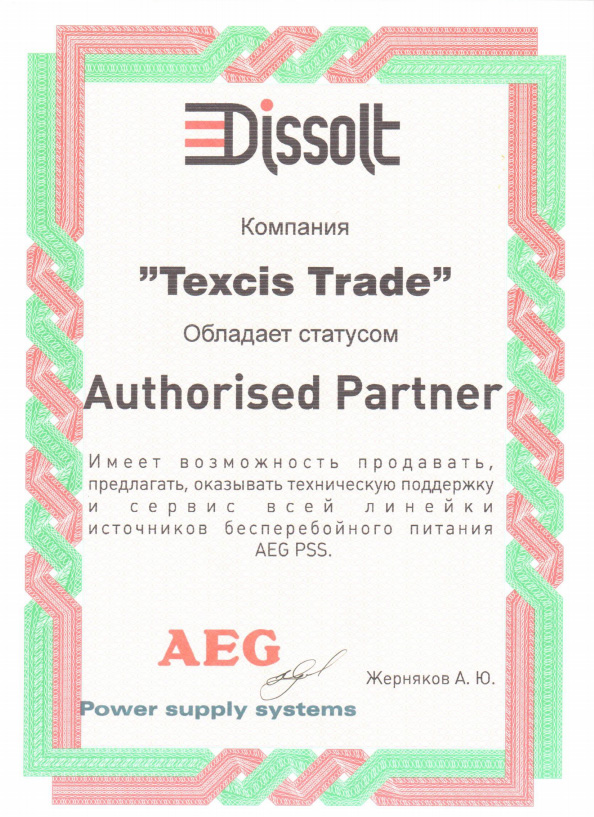 Dissolt
Компания
"Texcis Trade"
Обладает статусом
Authorised Partner
Имеет возможность продавать,
предлагать, оказывать техническую поддержку
и сервис всей линейки
источников бесперебойного питания
AEG PSS.
AEG
Жерняков А. Ю.
Power supply systems